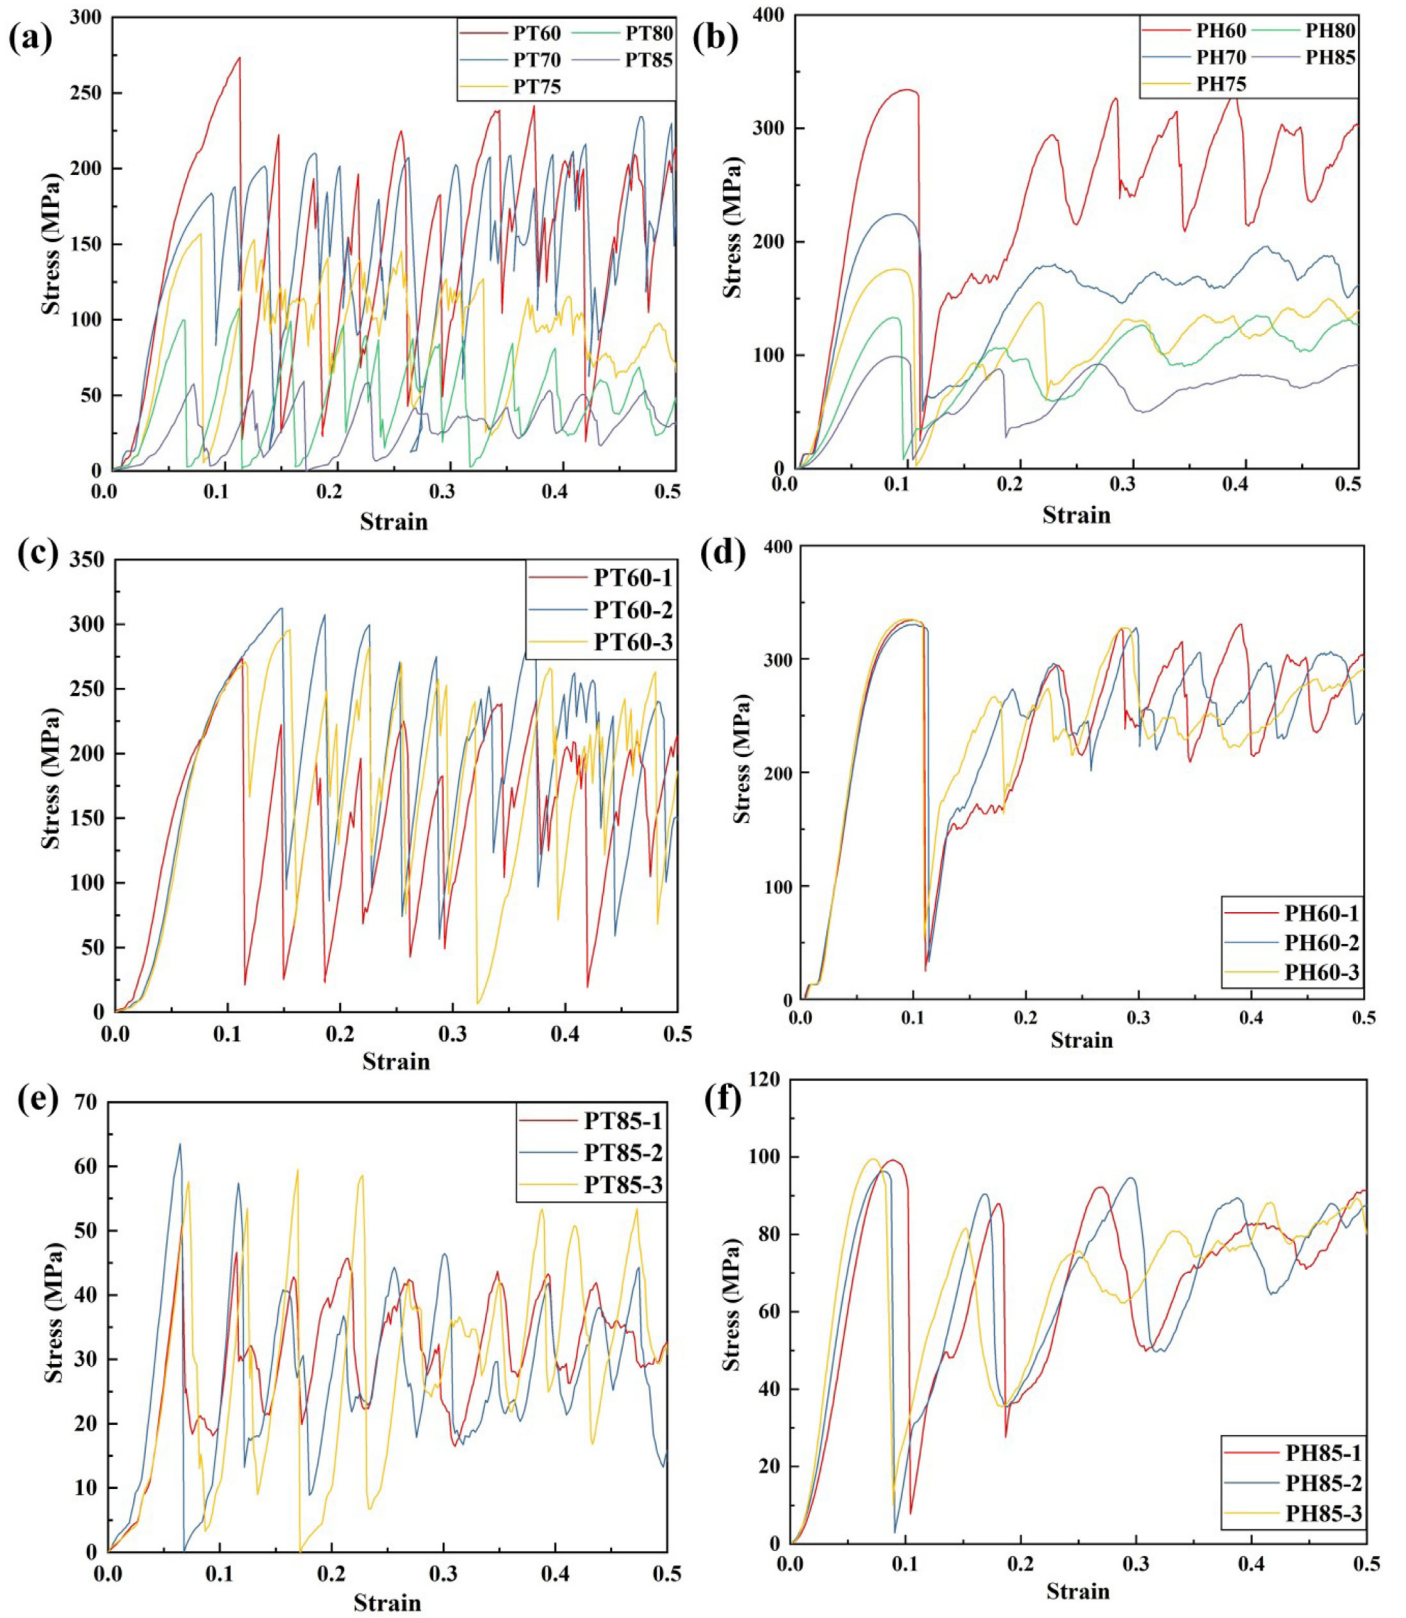 (a)
300
250
200
150
100
50
0
Stress (MPa)
PT60 PT80
PT70 PT85
PT75
0.0 0.1 0.2 0.3 0.4 0.5
Strain
(b)
400
300
200
100
0
Stress (MPa)
PH60 PH80
PH70 PH85
PH75
0.0 0.1 0.2 0.3 0.4 0.5
Strain
(c)
350
300
250
200
150
100
50
0
Stress (MPa)
PT60-1
PT60-2
PT60-3
0.0 0.1 0.2 0.3 0.4 0.5
Strain
(d)
400
300
200
100
0
Stress (MPa)
PH60-1
PH60-2
PH60-3
0.0 0.1 0.2 0.3 0.4 0.5
Strain
(e)
70
60
50
40
30
20
10
0
Stress (MPa)
PT85-1
PT85-2
PT85-3
0.0 0.1 0.2 0.3 0.4 0.5
Strain
(f)
120
100
80
60
40
20
0
Stress (MPa)
PH85-1
PH85-2
PH85-3
0.0 0.1 0.2 0.3 0.4 0.5
Strain